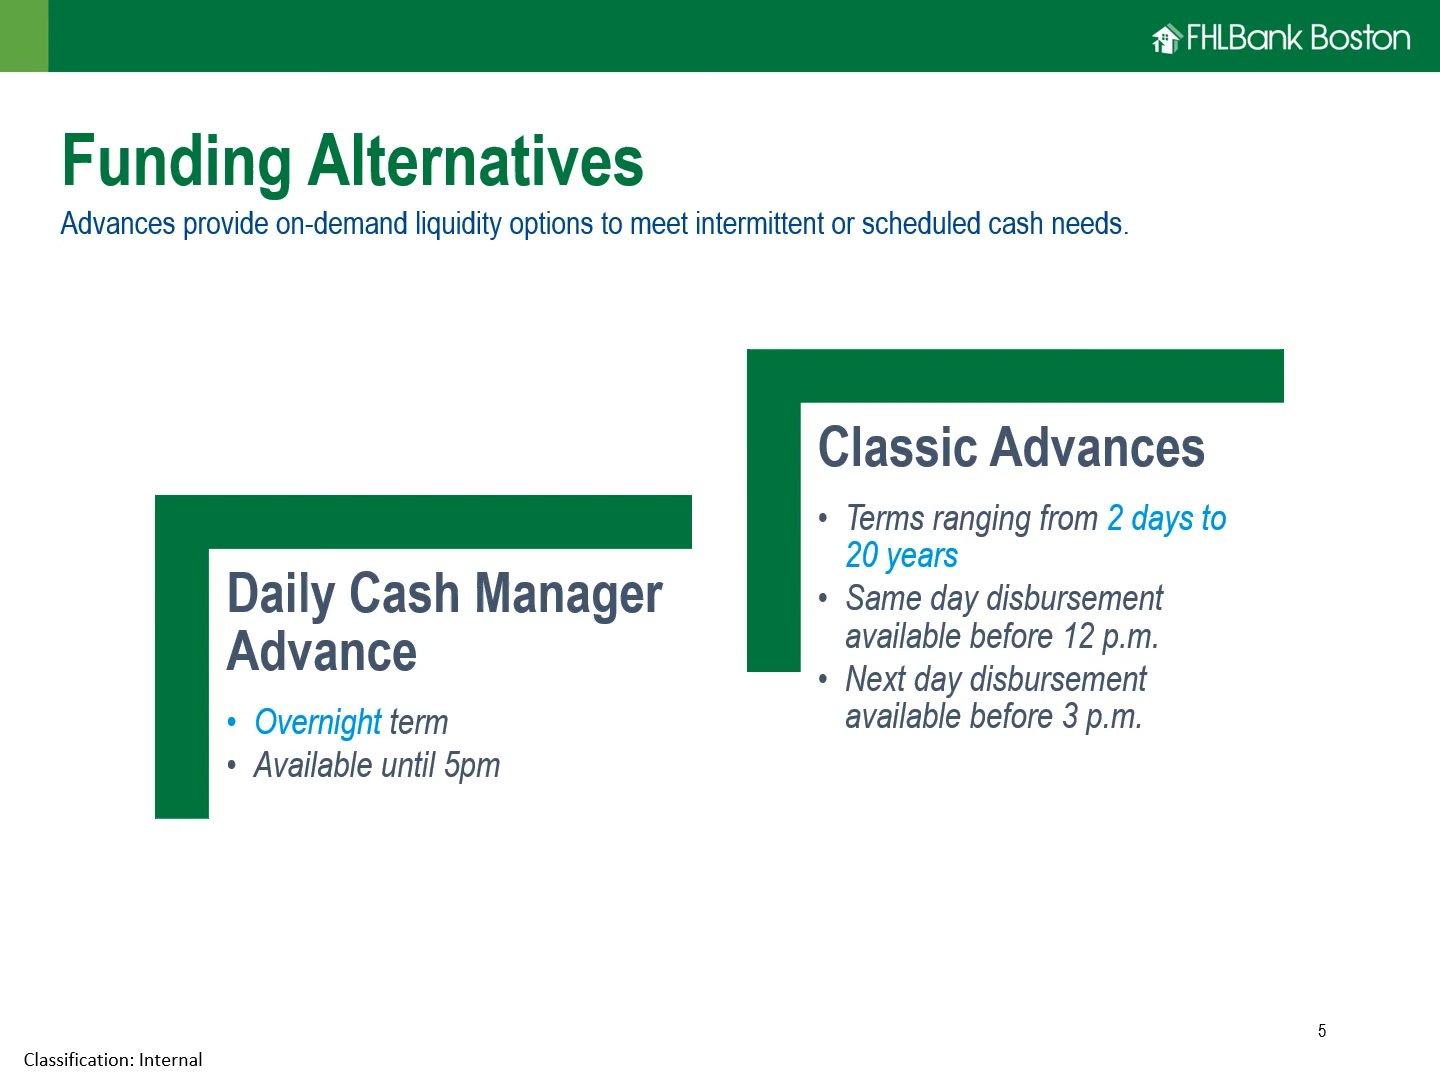 FHLBank Boston
Funding Alternatives
Advances provide on-demand liquidity options to meet intermittent or scheduled cash needs.
Daily Cash Manager
Advance
• Overnight term
• Available until 5pm
Classic Advances
• Terms ranging from 2 days to
20 years
• Same day disbursement
available before 12 p.m.
• Next day disbursement
available before 3 p.m.
5
Classification: Internal